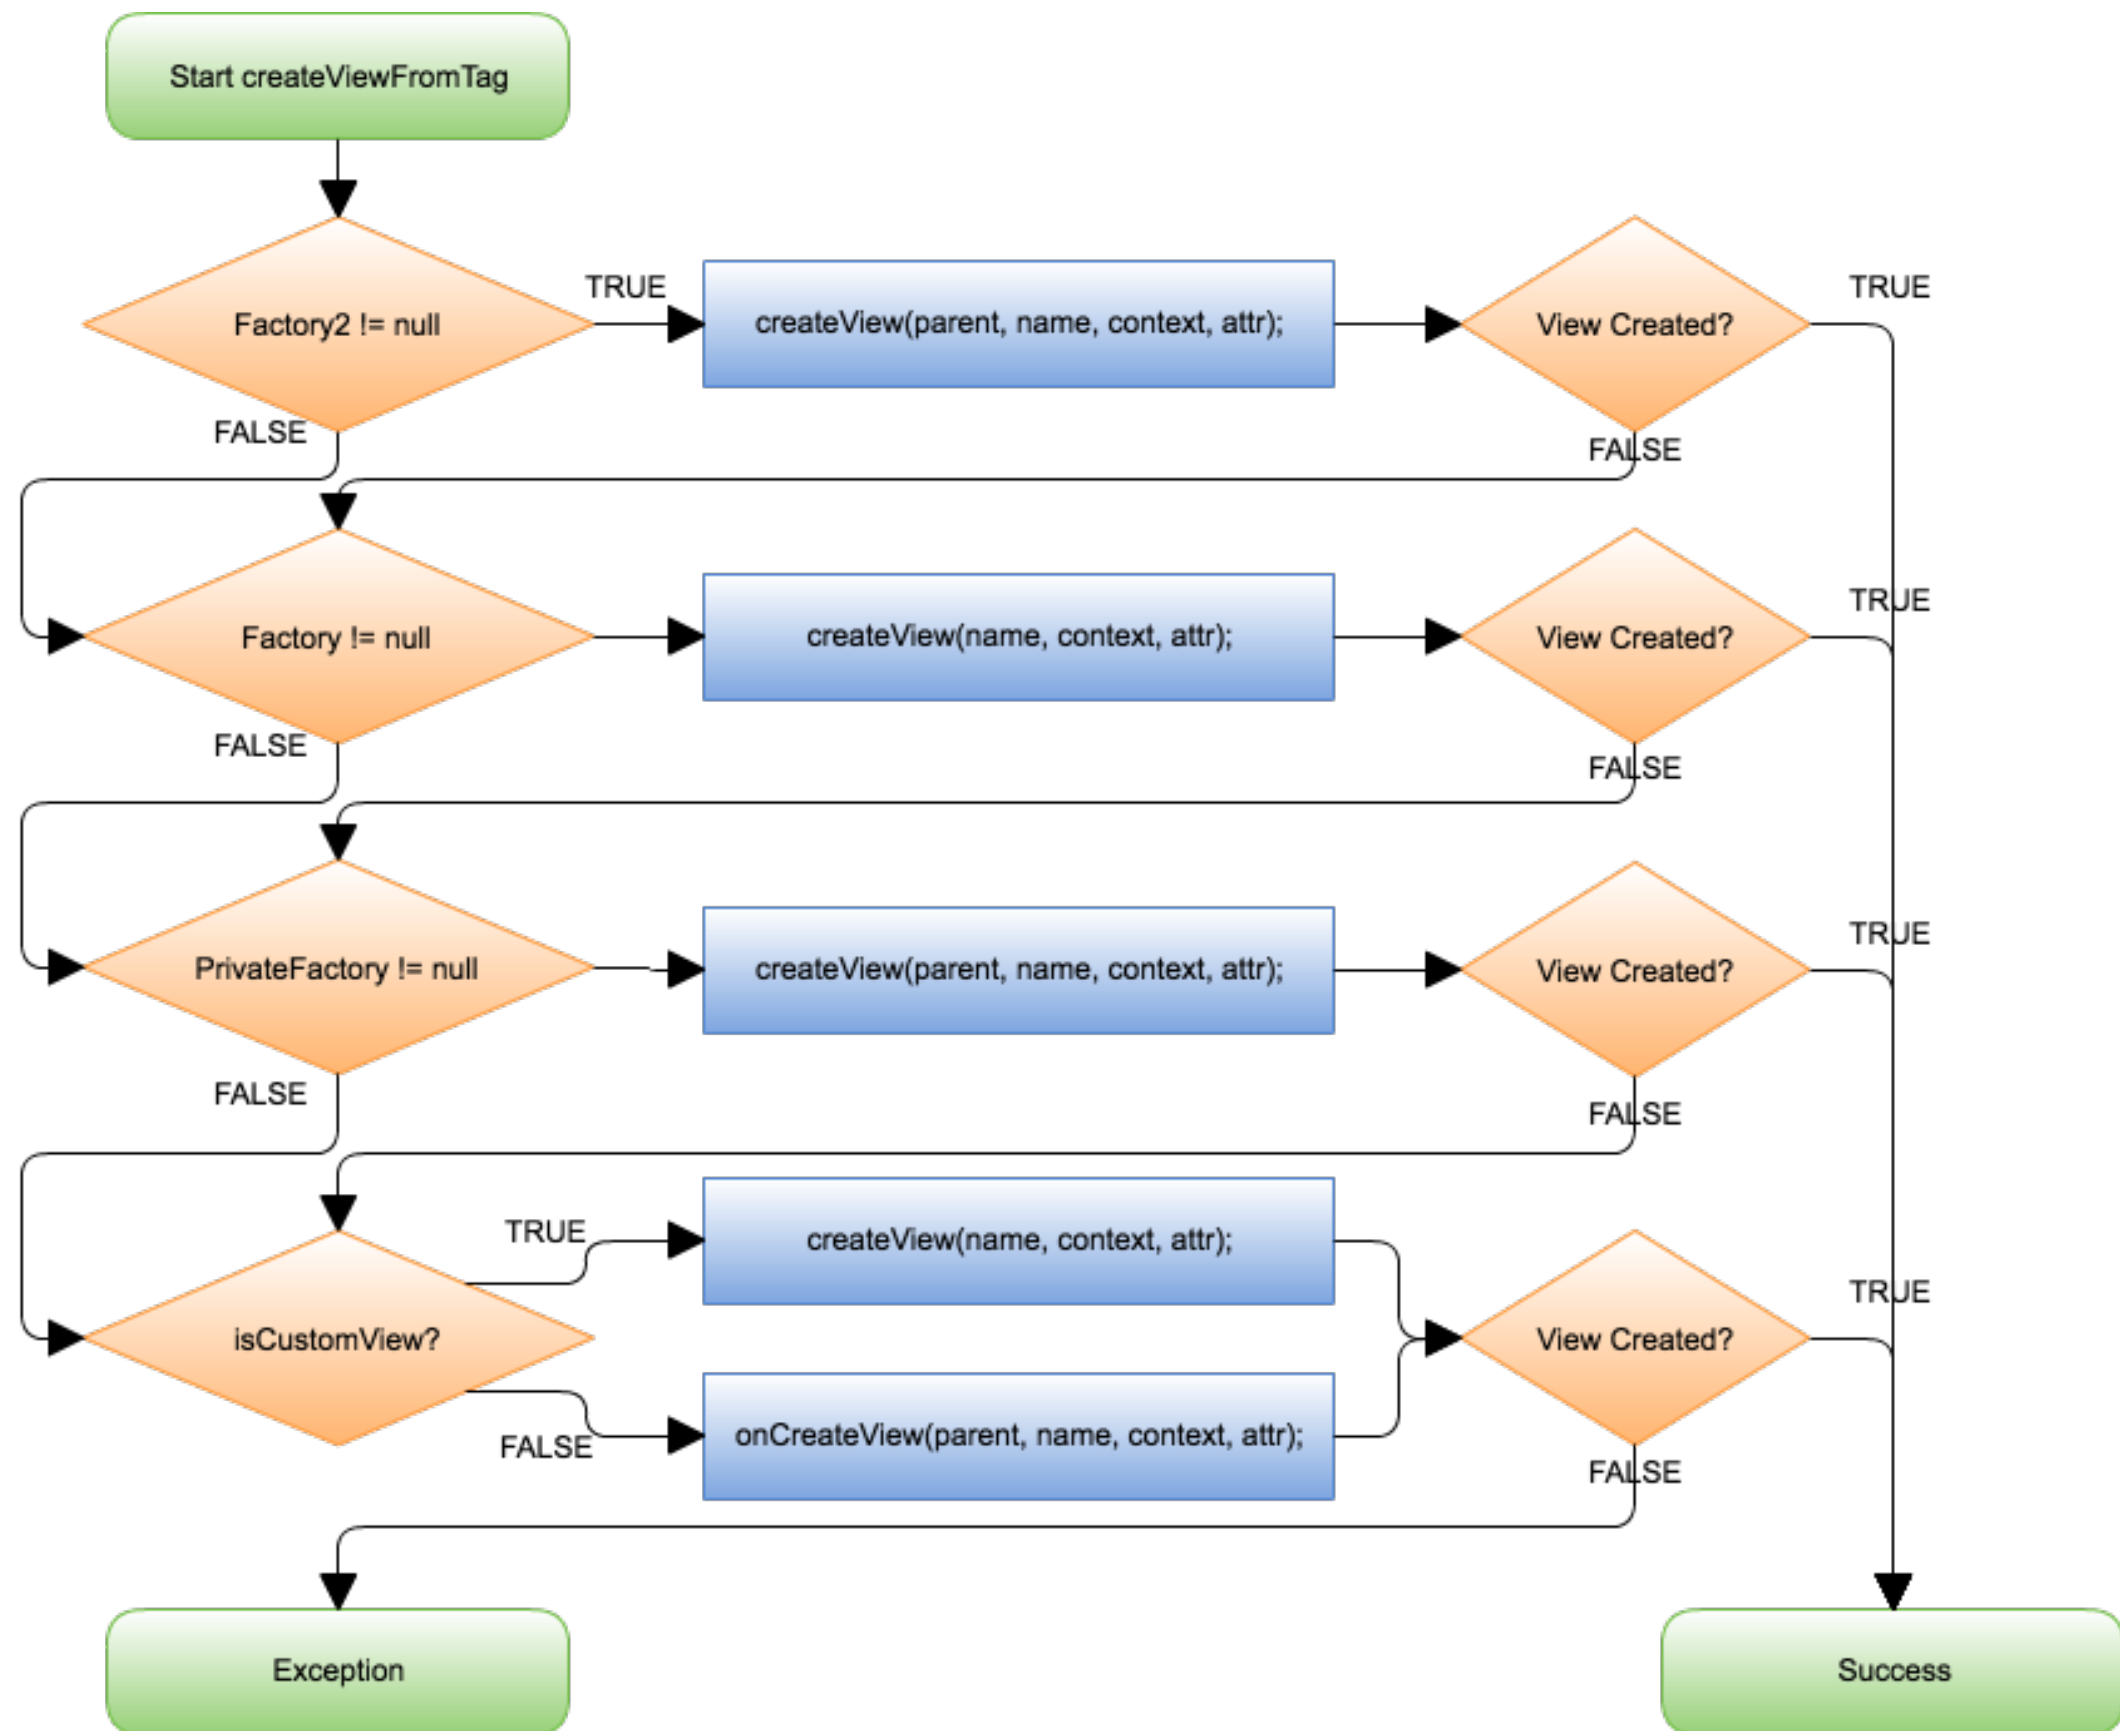 Start createViewFromTag
Factory2 != null
TRUE
createView(parent, name, context, attr);
View Created?
TRUE
FALSE
FALSE
Factory != null
createView(name, context, attr);
View Created?
TRUE
FALSE
FALSE
PrivateFactory != null
createView(parent, name, context, attr);
View Created?
TRUE
FALSE
FALSE
isCustomView?
TRUE
createView(name, context, attr);
FALSE
onCreateView(parent, name, context, attr);
View Created?
TRUE
FALSE
Exception
Success